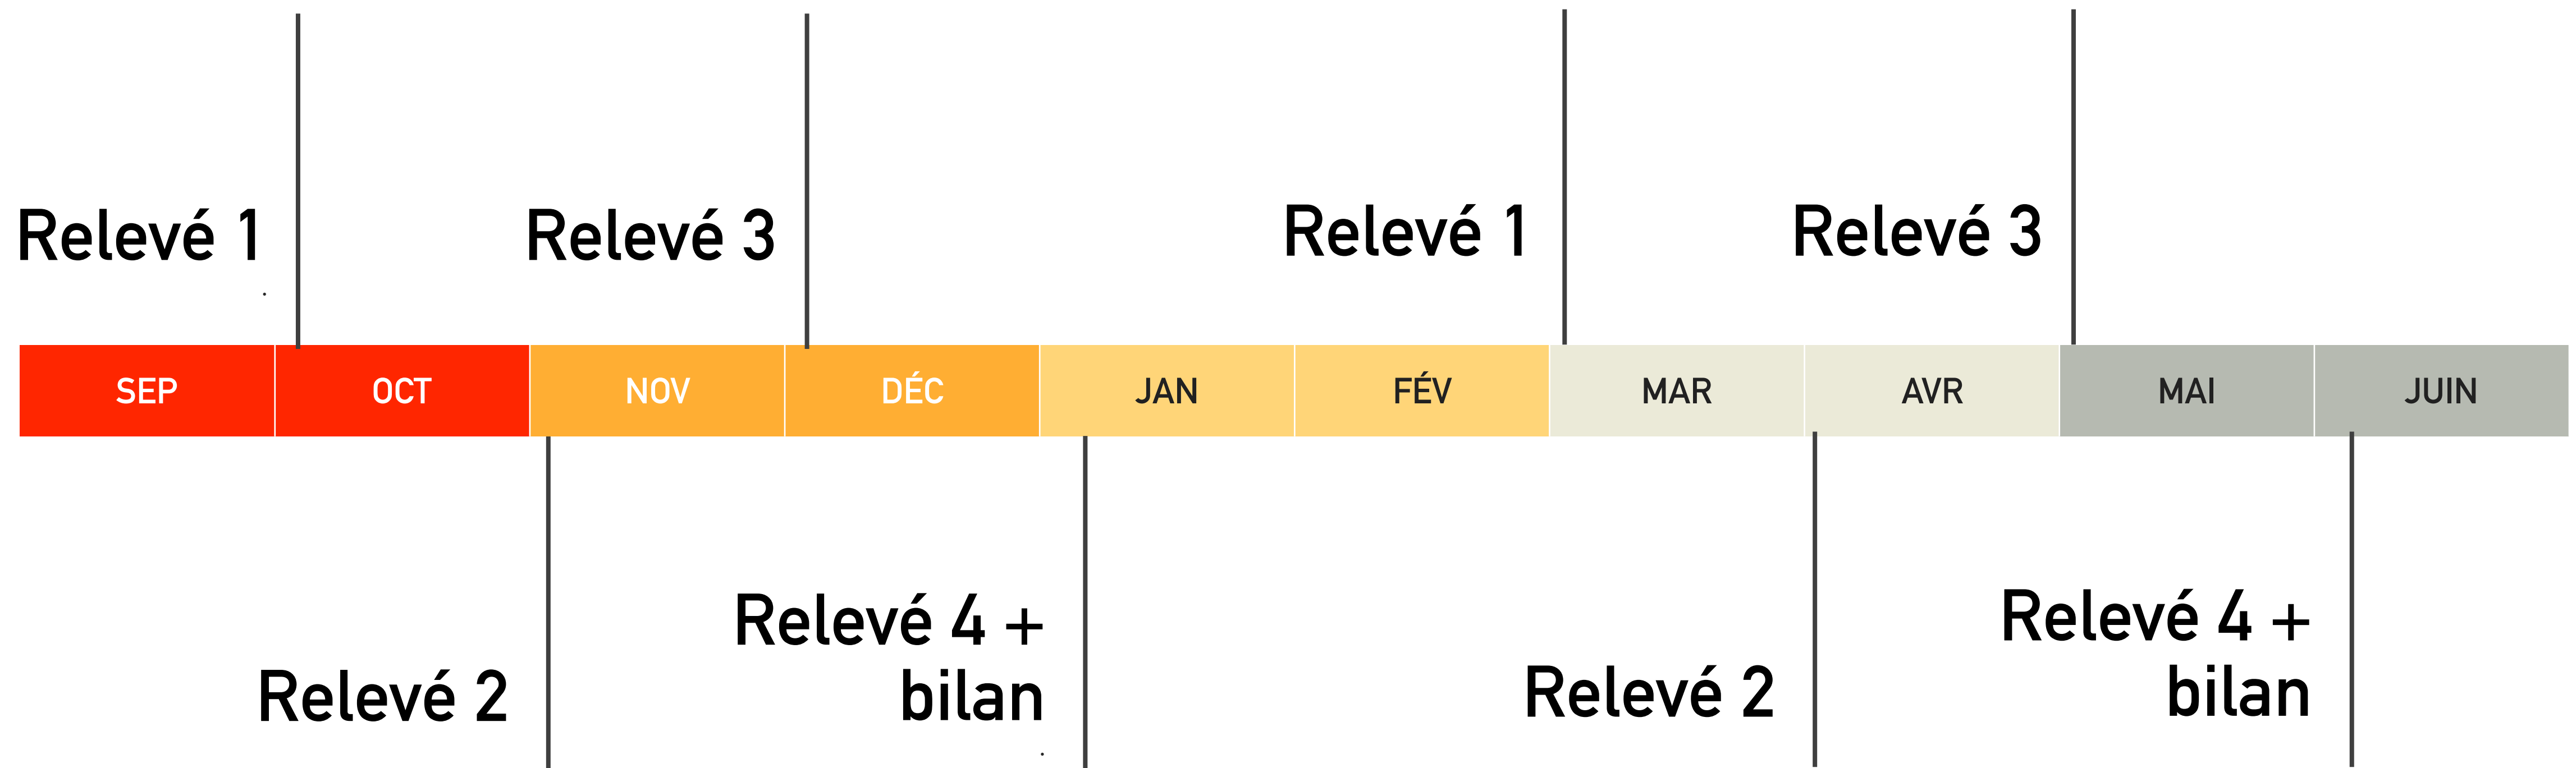 Relevé 1
Relevé 3
Relevé 1
Relevé 3
SEP
OCT
NOV
DÉC
JAN
FÉV
MAR
AVR
MAI
JUIN
Relevé 2
Relevé 4 +
bilan
Relevé 2
Relevé 4 +
bilan